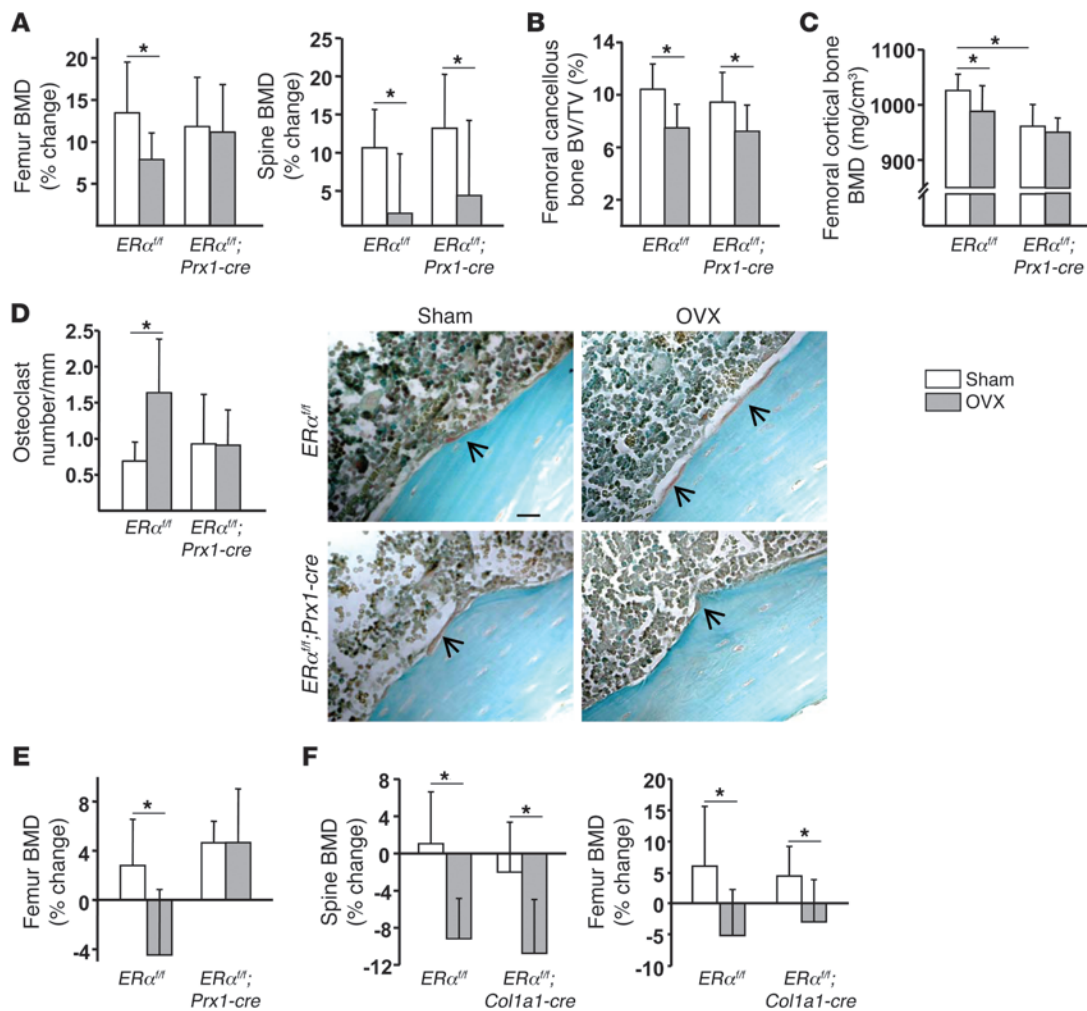 A
Femur BMD
(% change)
20
15
10
5
*
ERα^f/f
ERα^f/f;
Prx1-cre
Spine BMD
(% change)
25
20
15
10
5
*
*
ERα^f/f
ERα^f/f;
Prx1-cre
B
Femoral cancellous
bone BV/TV (%)
14
10
6
2
*
*
ERα^f/f
ERα^f/f;
Prx1-cre
C
Femoral cortical bone
BMD (mg/cm³)
1100
1000
900
*
*
ERα^f/f
ERα^f/f;
Prx1-cre
D
Osteoclast
number/mm
2.5
2.0
1.5
1.0
0.5
*
ERα^f/f
ERα^f/f;
Prx1-cre
Sham
OVX
ERα^f/f
ERα^f/f;Prx1-cre
Sham
OVX
E
Femur BMD
(% change)
8
4
0
-4
*
ERα^f/f
ERα^f/f;
Prx1-cre
F
Spine BMD
(% change)
8
4
0
-4
-8
-12
*
*
ERα^f/f
ERα^f/f;
Col1a1-cre
Femur BMD
(% change)
20
15
10
5
0
-5
-10
*
*
ERα^f/f
ERα^f/f;
Col1a1-cre